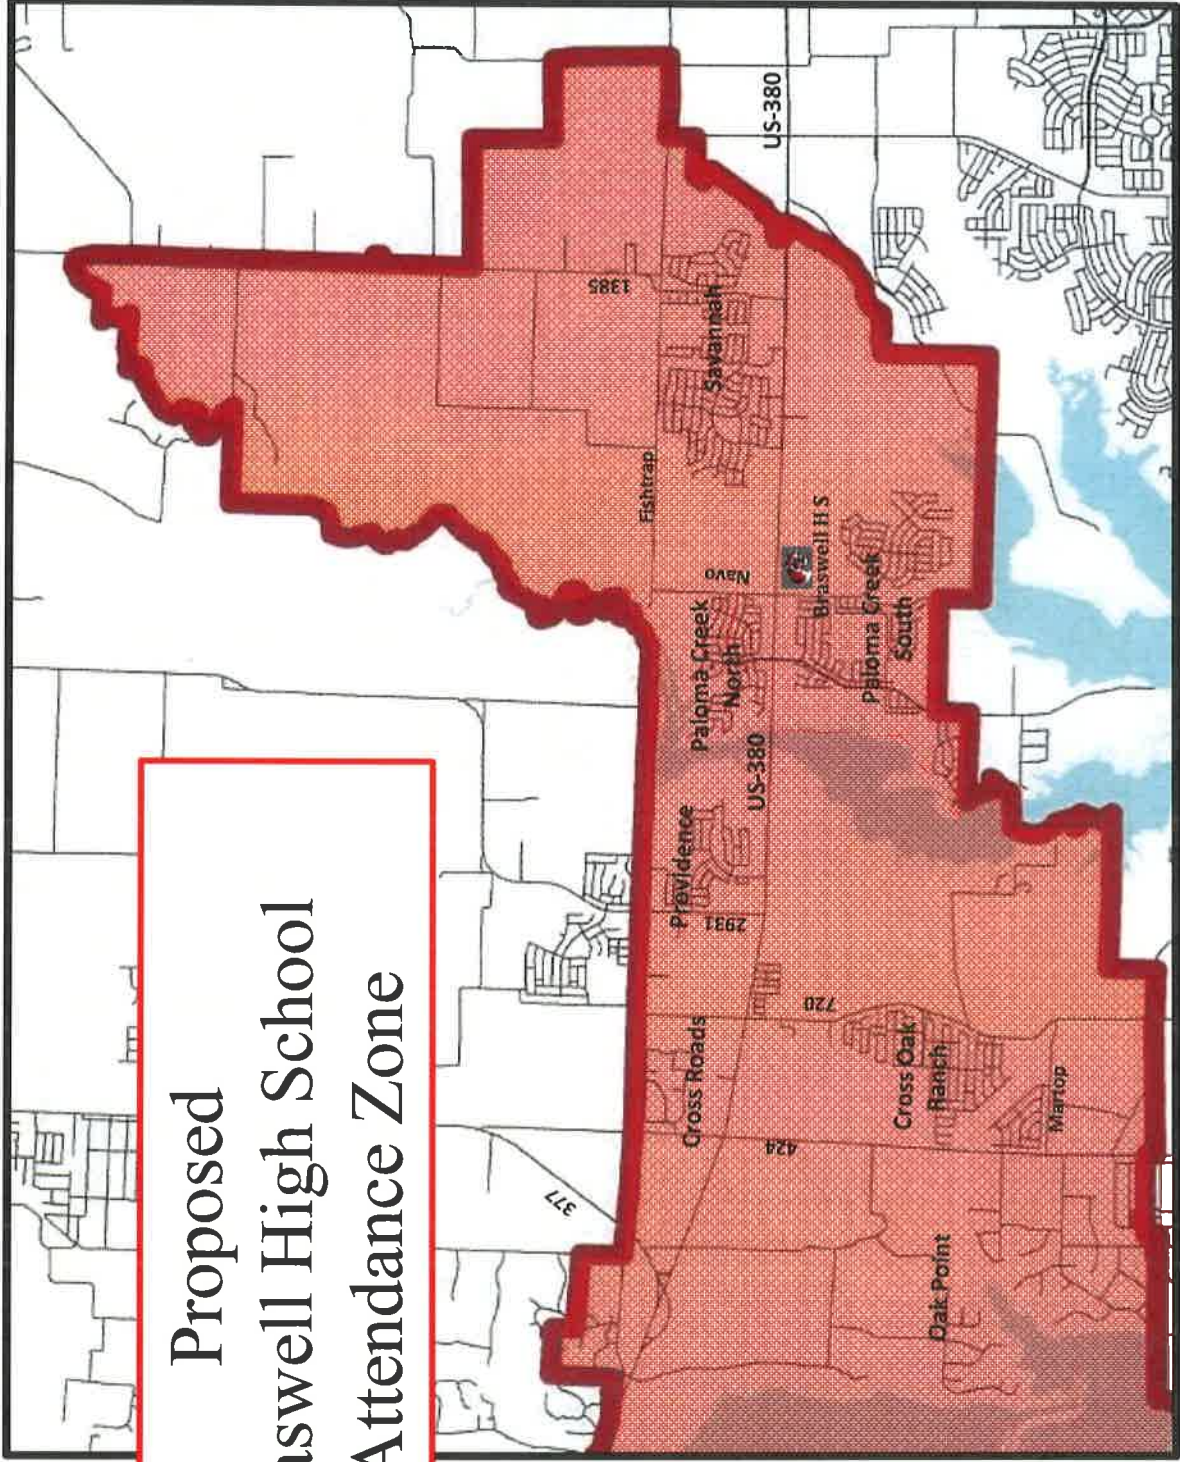 Proposed
aswell High School
Attendance Zone
377
Cross Roads
424
Oak Point
Cross Oak
Ranch
Martop
720
2931
Providence
US-380
Paloma Creek
North
Navo
Braswell H S
Paloma Creek
South
Fishtrap
Savannah
1385
US-380